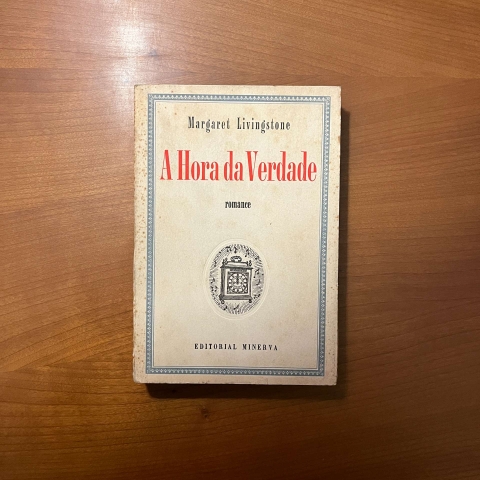 Margaret Livingstone
A Hora da Verdade
romance
EDITORIAL MINERVA